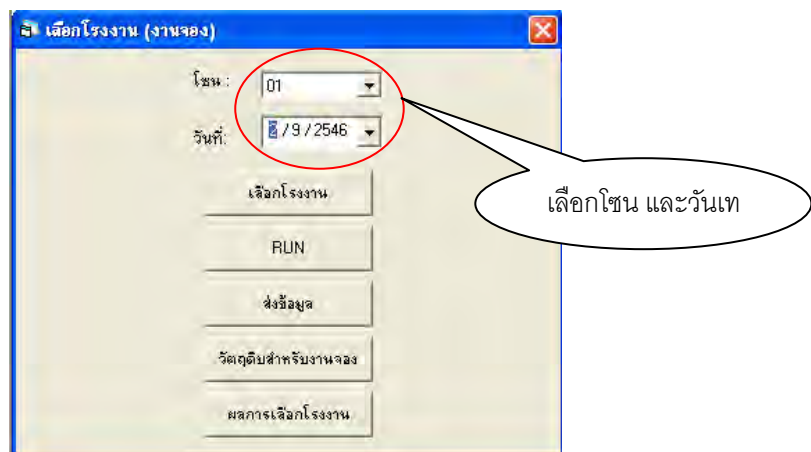 เลือกโรงงาน (งานจอง)
โซน :
01
วันที่:
2/9/2546
เลือกโซน และวันเท
เลือกโรงงาน
RUN
ส่งข้อมูล
วัตถุดิบสำหรับงานจอง
ผลการเลือกโรงงาน